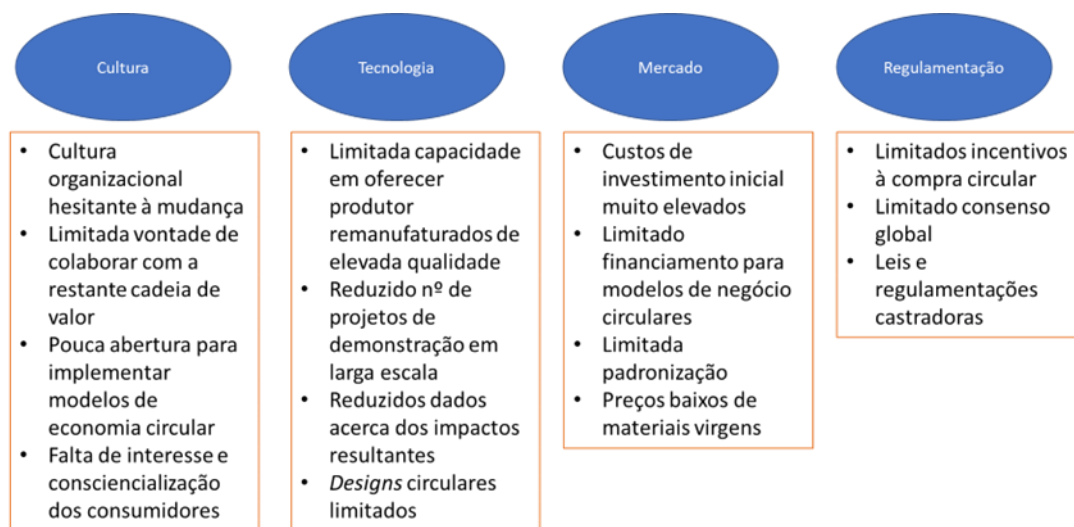 Cultura
Tecnologia
Mercado
Regulamentação
• Cultura
organizacional
hesitante à mudança
• Limitada vontade de
colaborar com a
restante cadeia de
valor
• Pouca abertura para
implementar
modelos de
economia circular
• Falta de interesse e
consciencialização
dos consumidores
• Limitada capacidade
em oferecer
produtor
remanufaturados de
elevada qualidade
• Reduzido nº de
projetos de
demonstração em
larga escala
• Reduzidos dados
acerca dos impactos
resultantes
• Designs circulares
limitados
• Custos de
investimento inicial
muito elevados
• Limitado
financiamento para
modelos de negócio
circulares
• Limitada
padronização
• Preços baixos de
materiais virgens
• Limitados incentivos
à compra circular
• Limitado consenso
global
• Leis e
regulamentações
castradoras